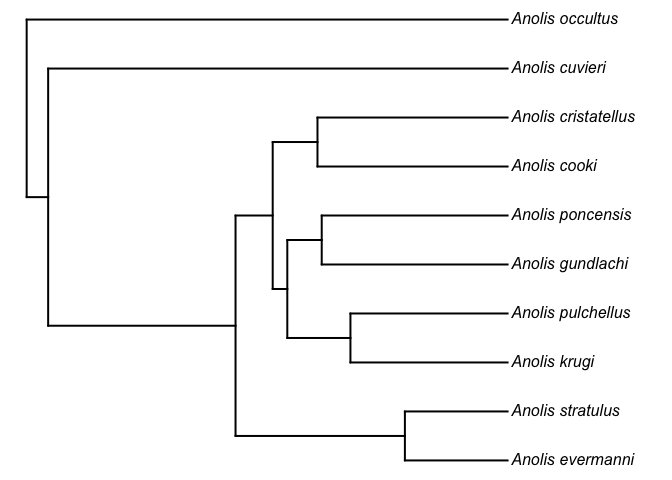 Anolis occultus
Anolis cuvieri
Anolis cristatellus
Anolis cooki
Anolis poncensis
Anolis gundlachi
Anolis pulchellus
Anolis krugi
Anolis stratulus
Anolis evermanni